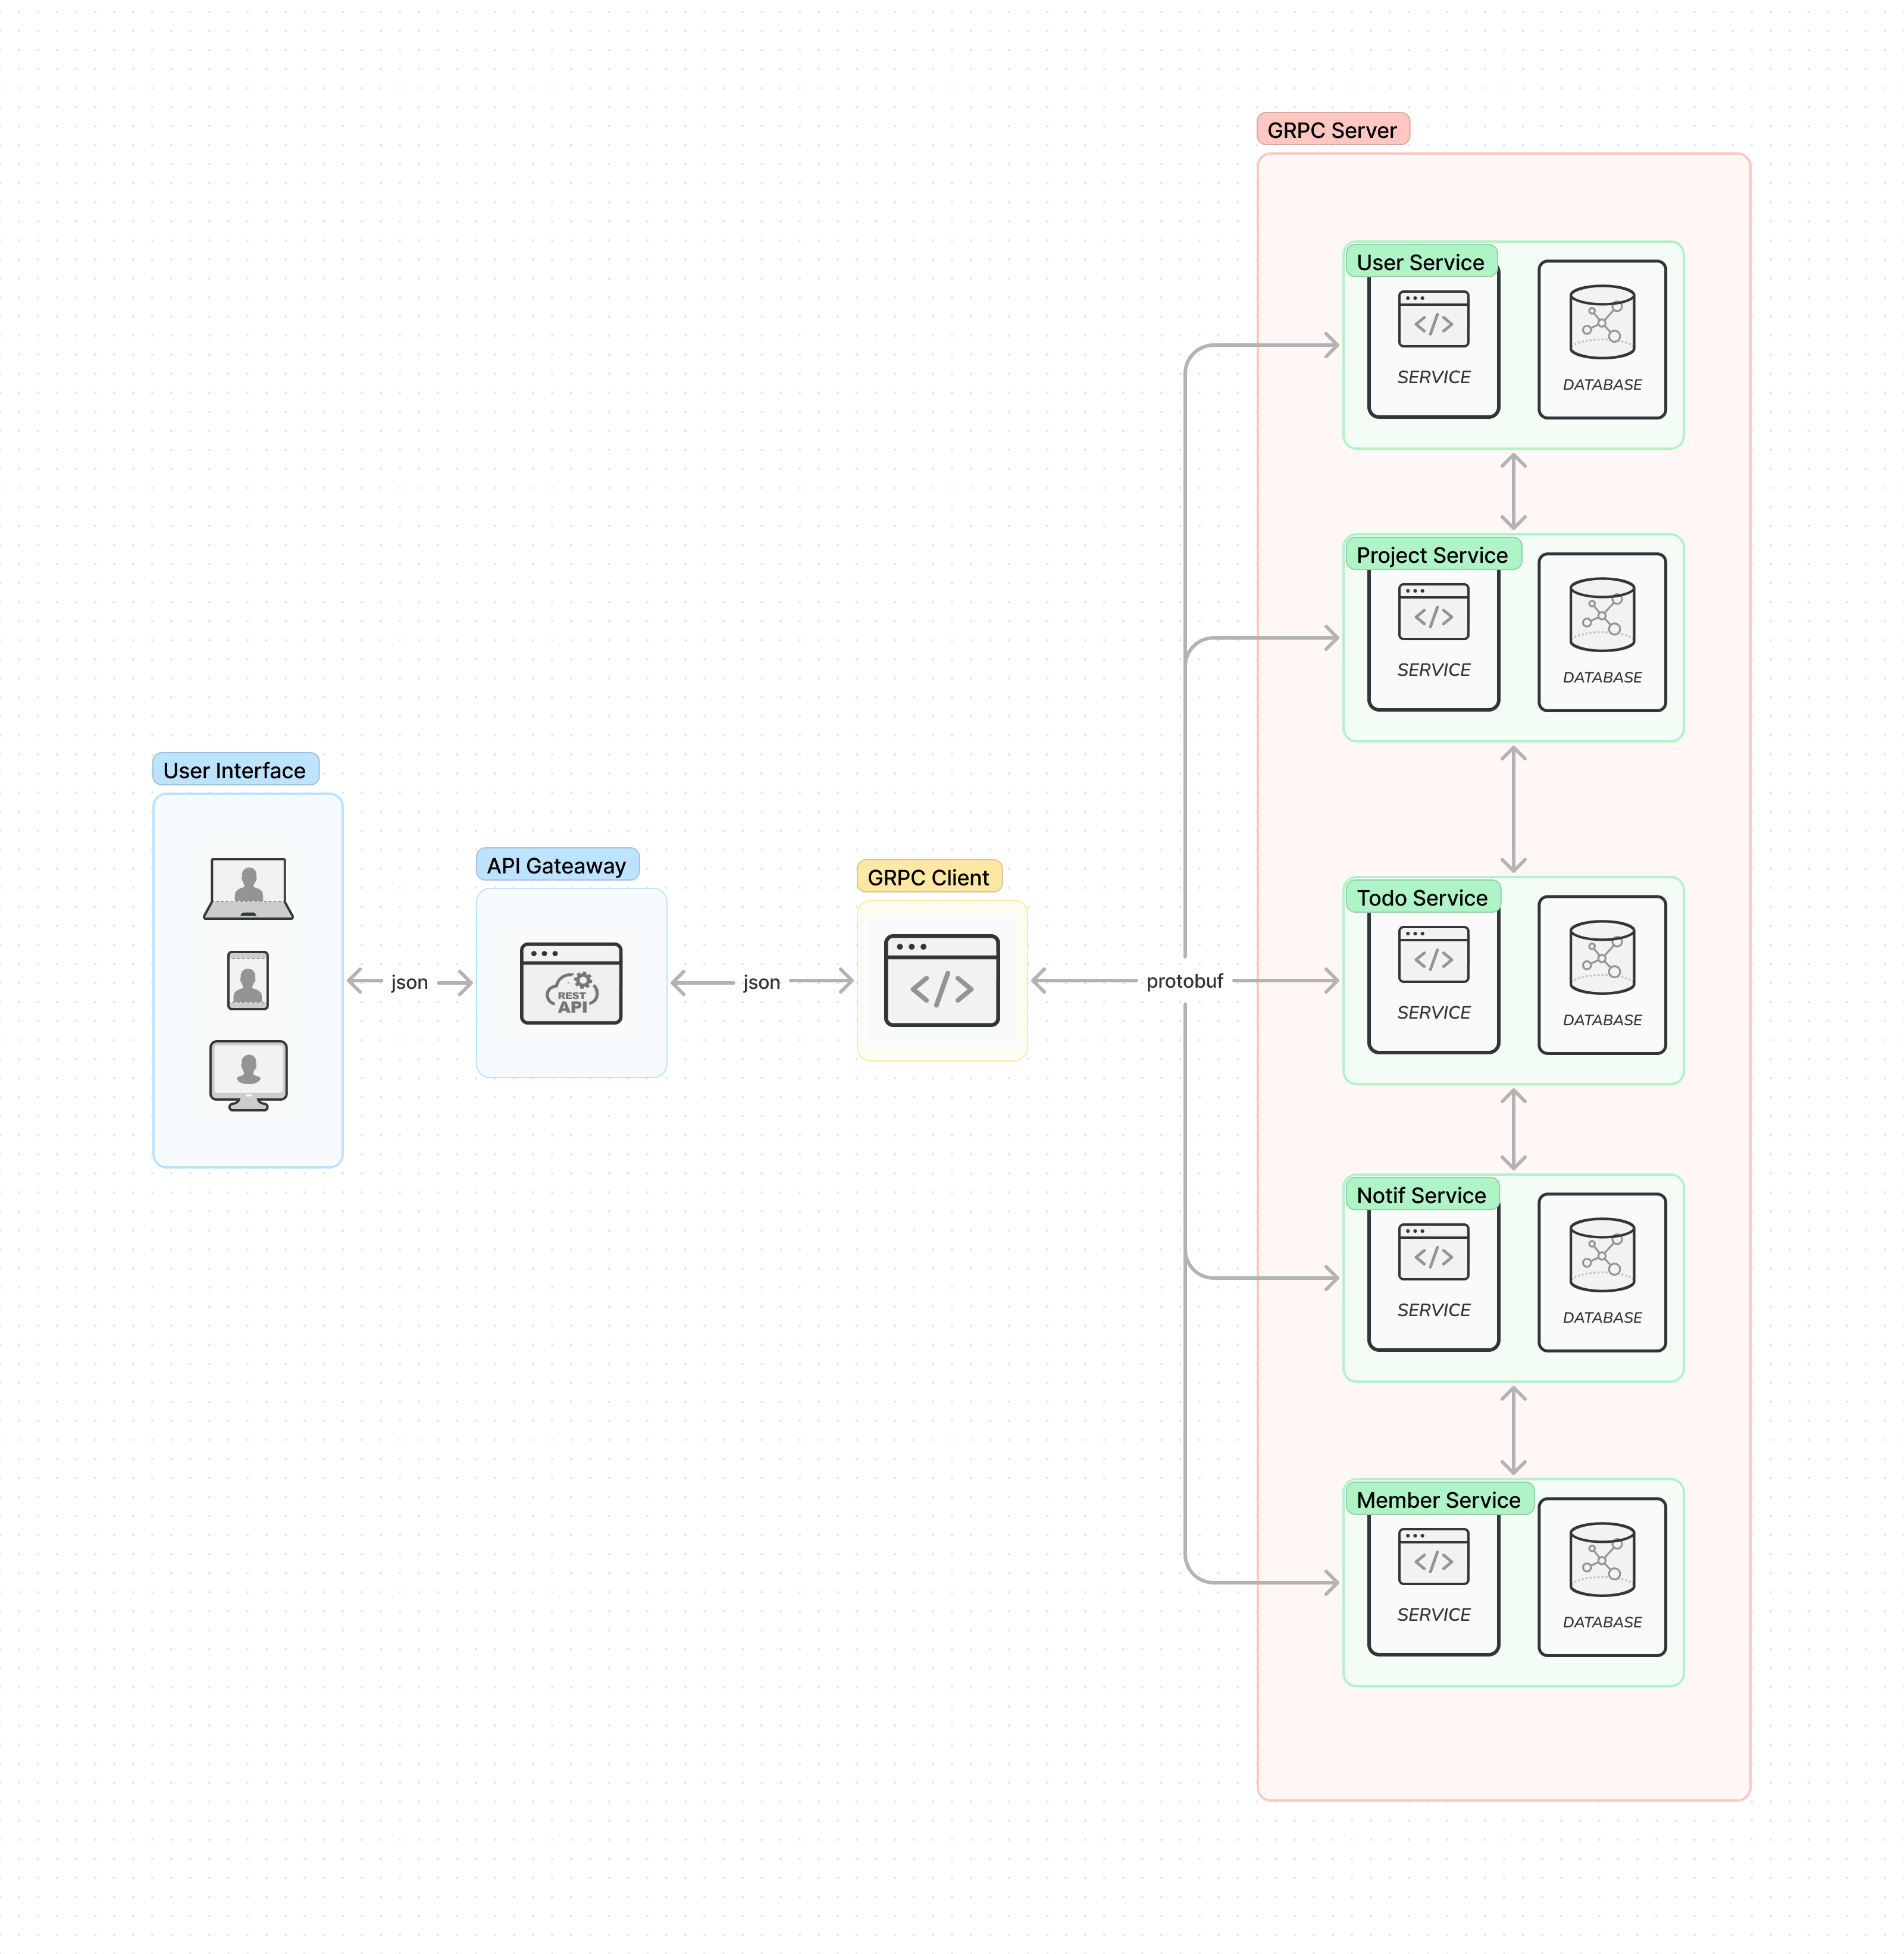 GRPC Server
User Service
SERVICE
DATABASE
Project Service
SERVICE
DATABASE
User Interface
API Gateaway
GRPC Client
Todo Service
json
REST
API
json
protobuf
SERVICE
DATABASE
Notif Service
SERVICE
DATABASE
Member Service
SERVICE
DATABASE